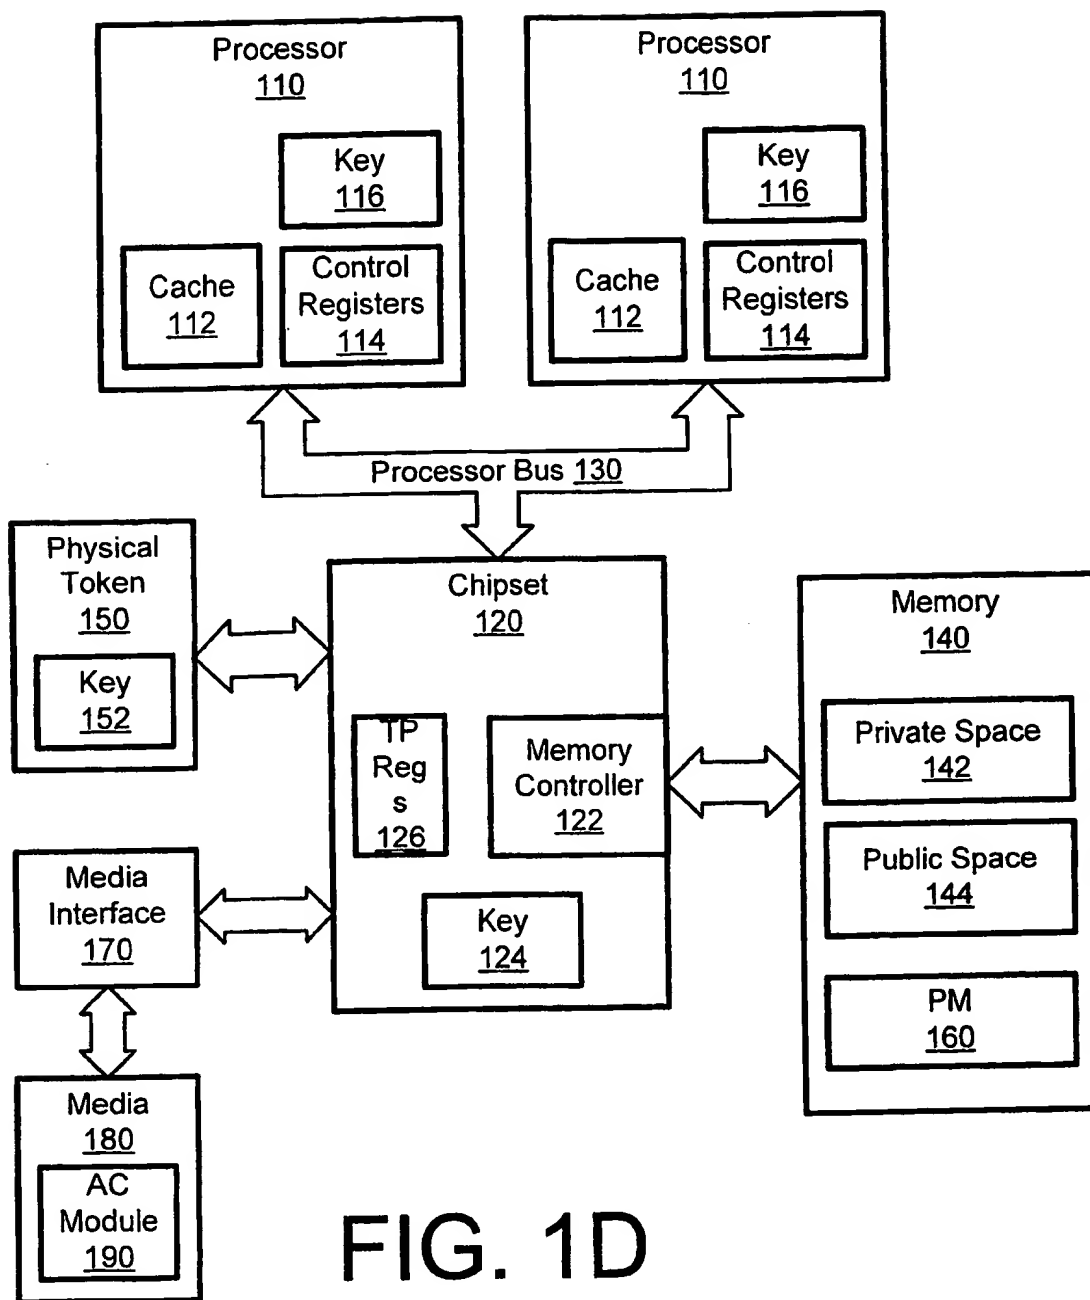 Processor
110
Key
116
Cache
112
Control
Registers
114
Processor
110
Key
116
Cache
112
Control
Registers
114
Processor Bus 130
Physical
Token
150
Key
152
Chipset
120
TP
Reg
s
126
Memory
Controller
122
Key
124
Memory
140
Private Space
142
Public Space
144
PM
160
Media
Interface
170
Media
180
AC
Module
190
FIG. 1D